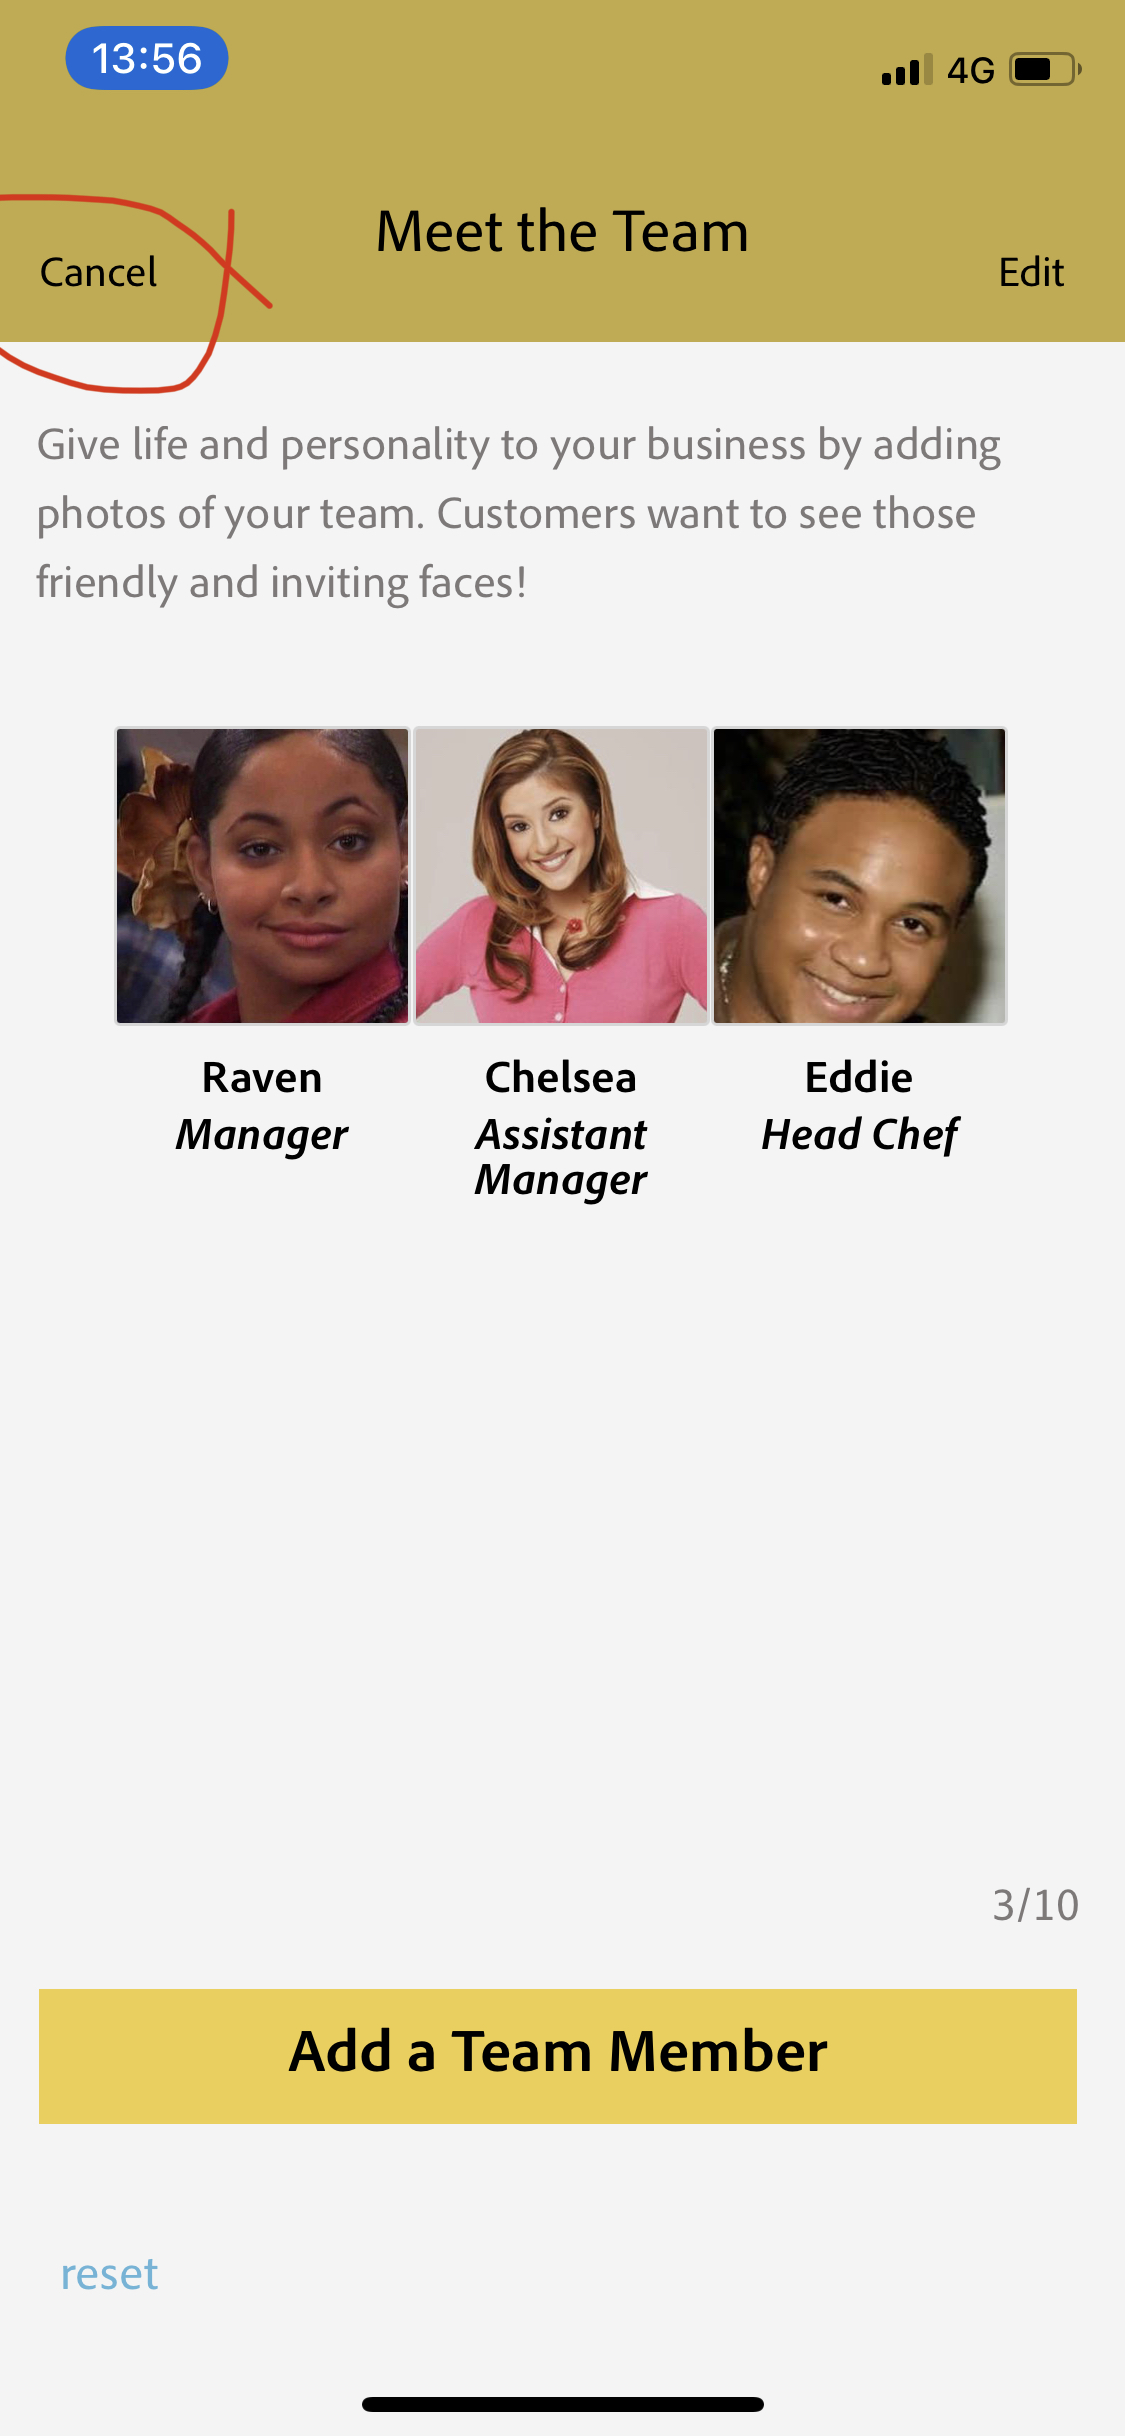 13:56
4G
Meet the Team
Cancel
Edit
Give life and personality to your business by adding
photos of your team. Customers want to see those
friendly and inviting faces!
Raven
Manager
Chelsea
Assistant
Manager
Eddie
Head Chef
3/10
Add a Team Member
reset